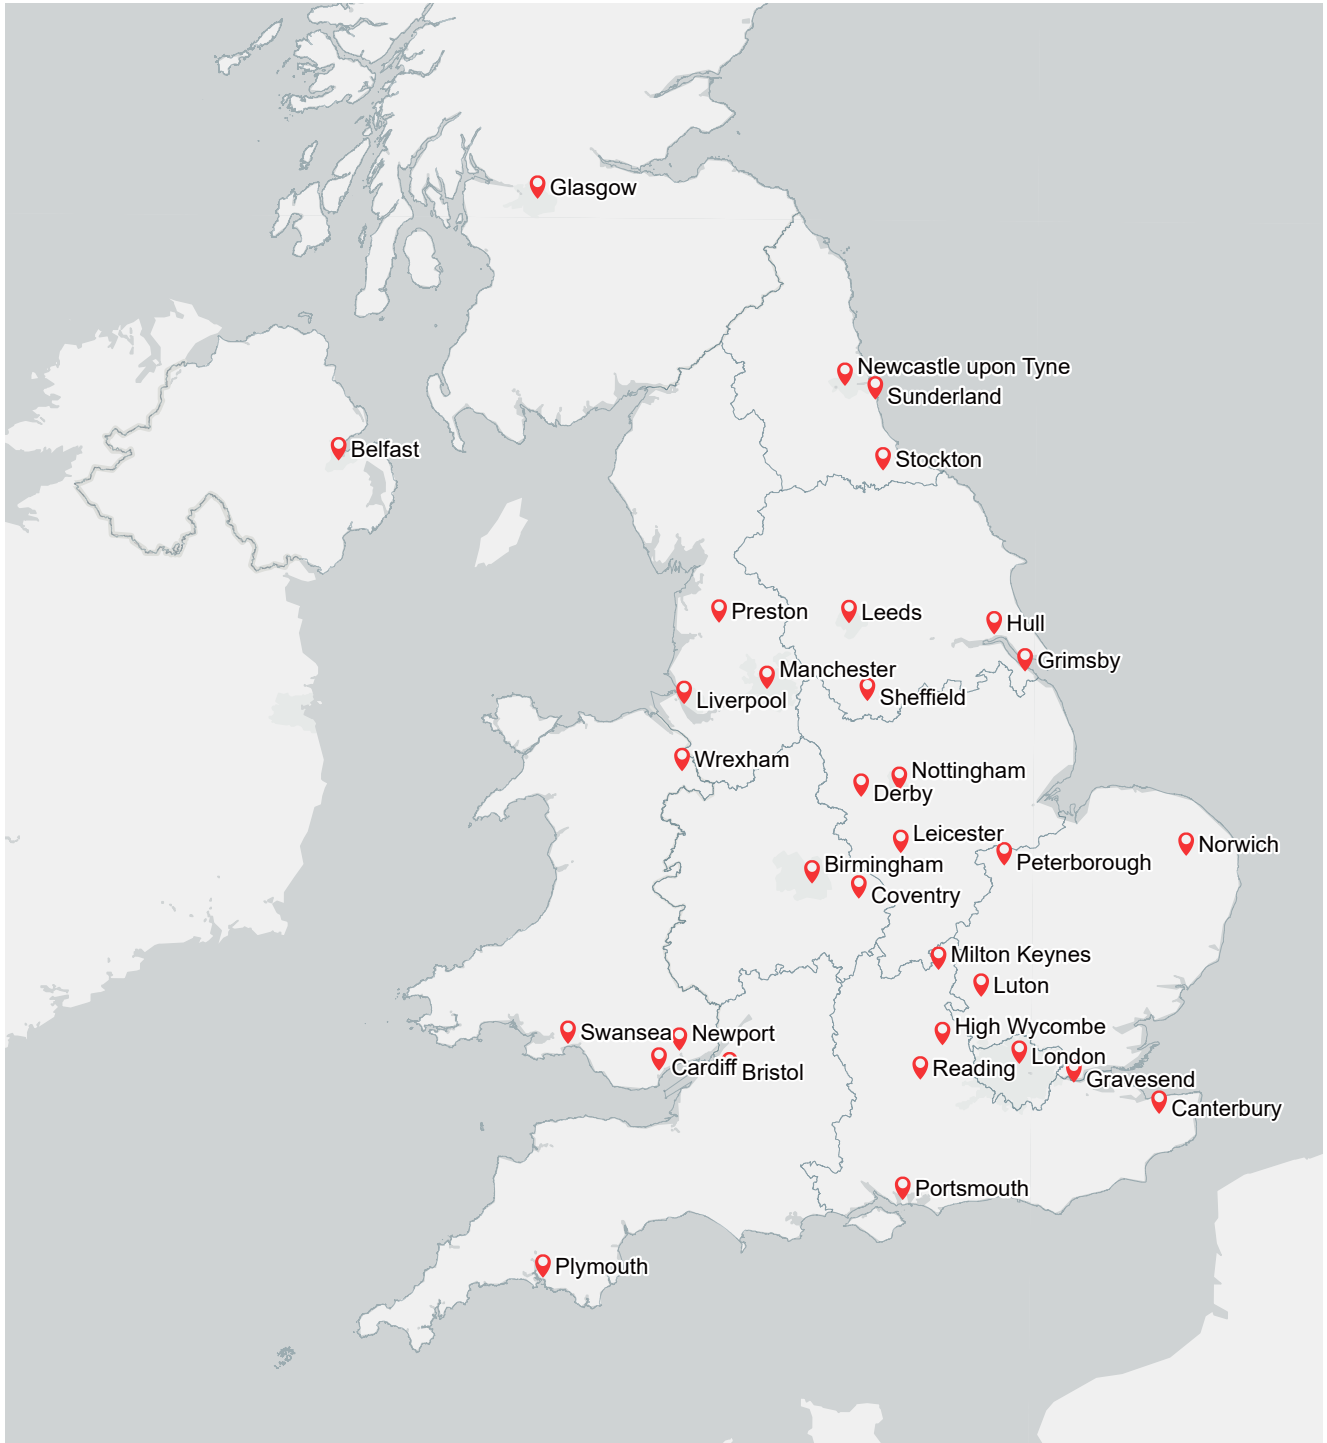 Glasgow
Newcastle upon Tyne
Sunderland
Belfast
Stockton
Preston
Leeds
Hull
Grimsby
Manchester
Sheffield
Liverpool
Wrexham
Nottingham
Derby
Leicester
Norwich
Peterborough
Birmingham
Coventry
Milton Keynes
Luton
High Wycombe
Swansea
Newport
London
Cardiff
Bristol
Reading
Gravesend
Canterbury
Portsmouth
Plymouth